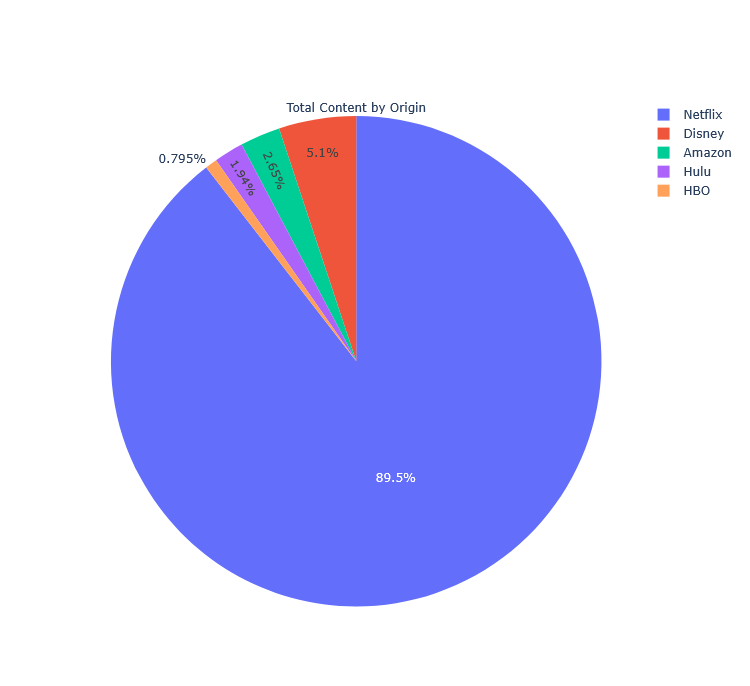 Total Content by Origin
Netflix
Disney
Amazon
Hulu
HBO
0.795%
1.94%
2.65%
5.1%
89.5%